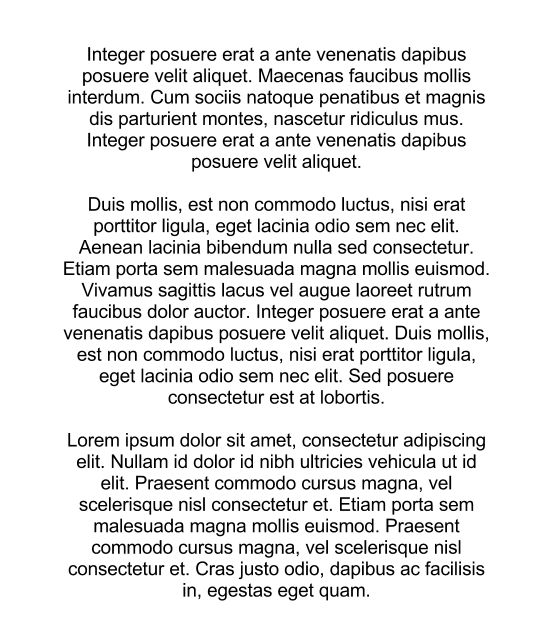 Integer posuere erat a ante venenatis dapibus
posuere velit aliquet. Maecenas faucibus mollis
interdum. Cum sociis natoque penatibus et magnis
dis parturient montes, nascetur ridiculus mus.
Integer posuere erat a ante venenatis dapibus
posuere velit aliquet.

Duis mollis, est non commodo luctus, nisi erat
porttitor ligula, eget lacinia odio sem nec elit.
Aenean lacinia bibendum nulla sed consectetur.
Etiam porta sem malesuada magna mollis euismod.
Vivamus sagittis lacus vel augue laoreet rutrum
faucibus dolor auctor. Integer posuere erat a ante
venenatis dapibus posuere velit aliquet. Duis mollis,
est non commodo luctus, nisi erat porttitor ligula,
eget lacinia odio sem nec elit. Sed posuere
consectetur est at lobortis.

Lorem ipsum dolor sit amet, consectetur adipiscing
elit. Nullam id dolor id nibh ultricies vehicula ut id
elit. Praesent commodo cursus magna, vel
scelerisque nisl consectetur et. Etiam porta sem
malesuada magna mollis euismod. Praesent
commodo cursus magna, vel scelerisque nisl
consectetur et. Cras justo odio, dapibus ac facilisis
in, egestas eget quam.